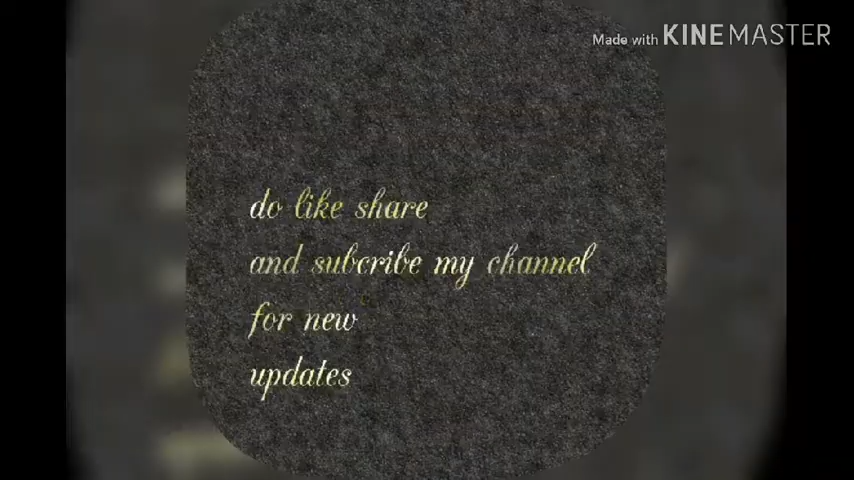 Made with KINEMASTER
do like share
and subcribe my channel
for new
updates